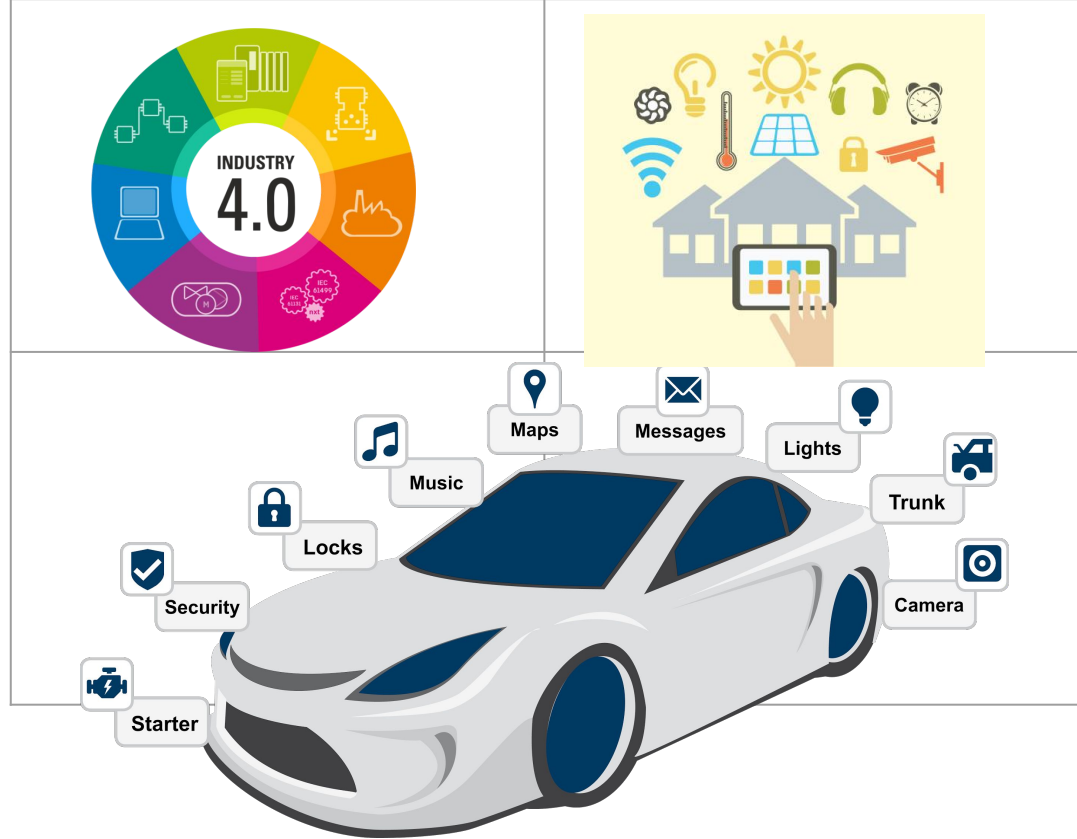 INDUSTRY
4.0
IEC
61131
IEC
61499
nxt
M
Maps
Messages
Lights
Music
Trunk
Locks
Camera
Security
Starter